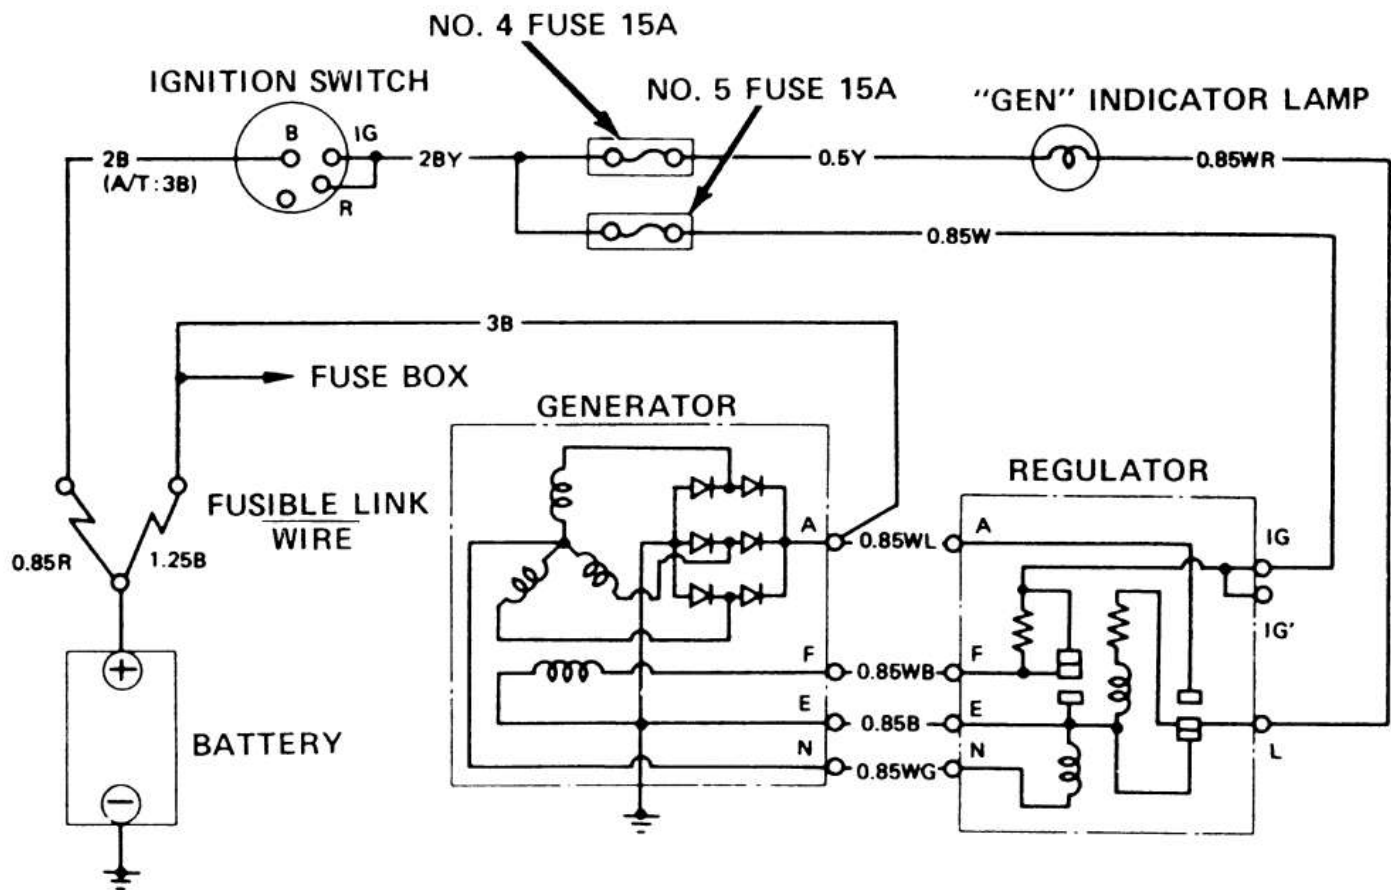 NO. 4 FUSE 15A
IGNITION SWITCH
NO. 5 FUSE 15A
"GEN" INDICATOR LAMP
B
IG
2B
(A/T:3B)
2BY
0.5Y
0.85WR
R
0.85W
3B
FUSE BOX
GENERATOR
REGULATOR
FUSIBLE LINK
WIRE
0.85R
1.25B
A
0.85WL
A
IG
IG'
F
0.85WB
F
E
0.85B
E
N
0.85WG
N
L
+
BATTERY
−